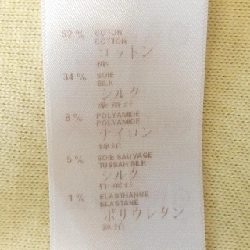 52 % COTON
COTTON
コットン
34 % SOIE
SILK
シルク
8 % POLYAMIDE
POLYAMIDE
ナイロン
5 % SOIE SAUVAGE
TUSSAH SILK
シルク
1 % ELASTHANNE
ELASTANE
ポリウレタン